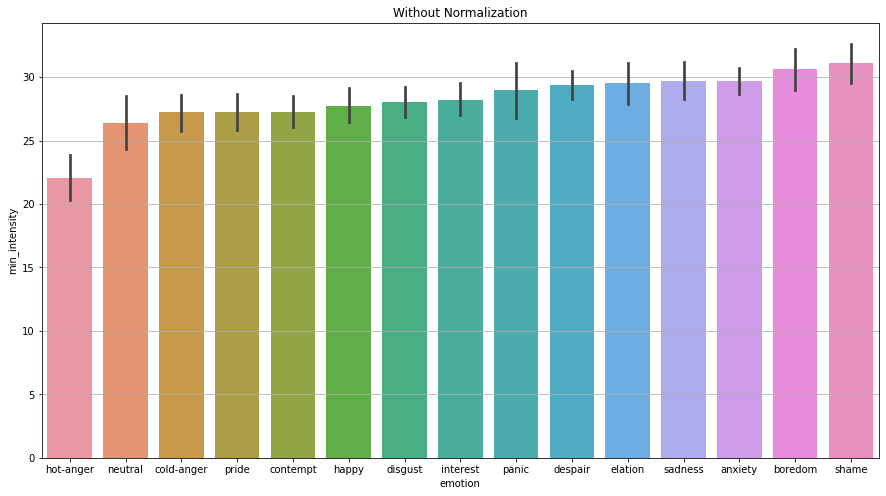 Without Normalization
min_intensity
30
25
20
15
10
5
0
hot-anger neutral cold-anger pride contempt happy disgust interest panic despair elation sadness anxiety boredom shame
emotion